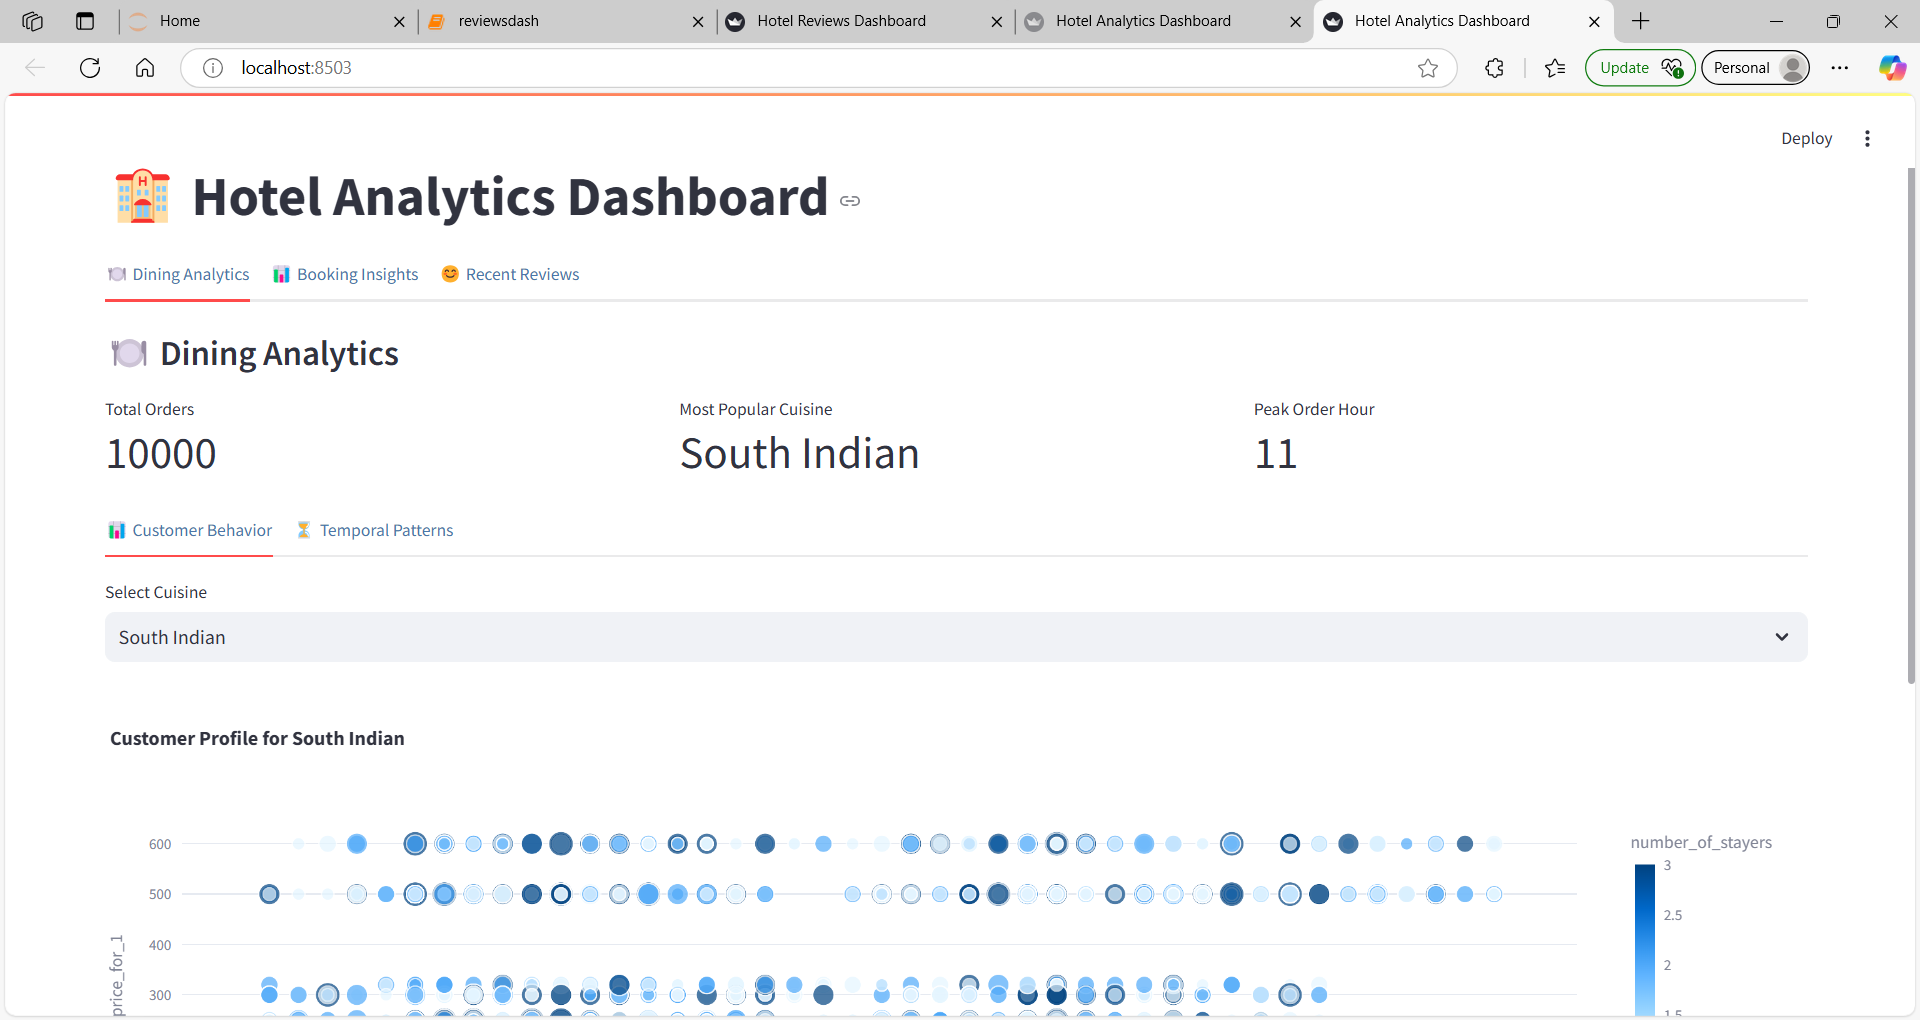 Home
reviewsdash
Hotel Reviews Dashboard
Hotel Analytics Dashboard
Hotel Analytics Dashboard
localhost:8503
Update
Personal
Deploy
H
Hotel Analytics Dashboard
Dining Analytics
Booking Insights
Recent Reviews
Dining Analytics
Total Orders
Most Popular Cuisine
Peak Order Hour
10000
South Indian
11
Customer Behavior
Temporal Patterns
Select Cuisine
South Indian
Customer Profile for South Indian
600
500
400
300
price_for_1
number_of_stayers
3
2.5
2
1.5